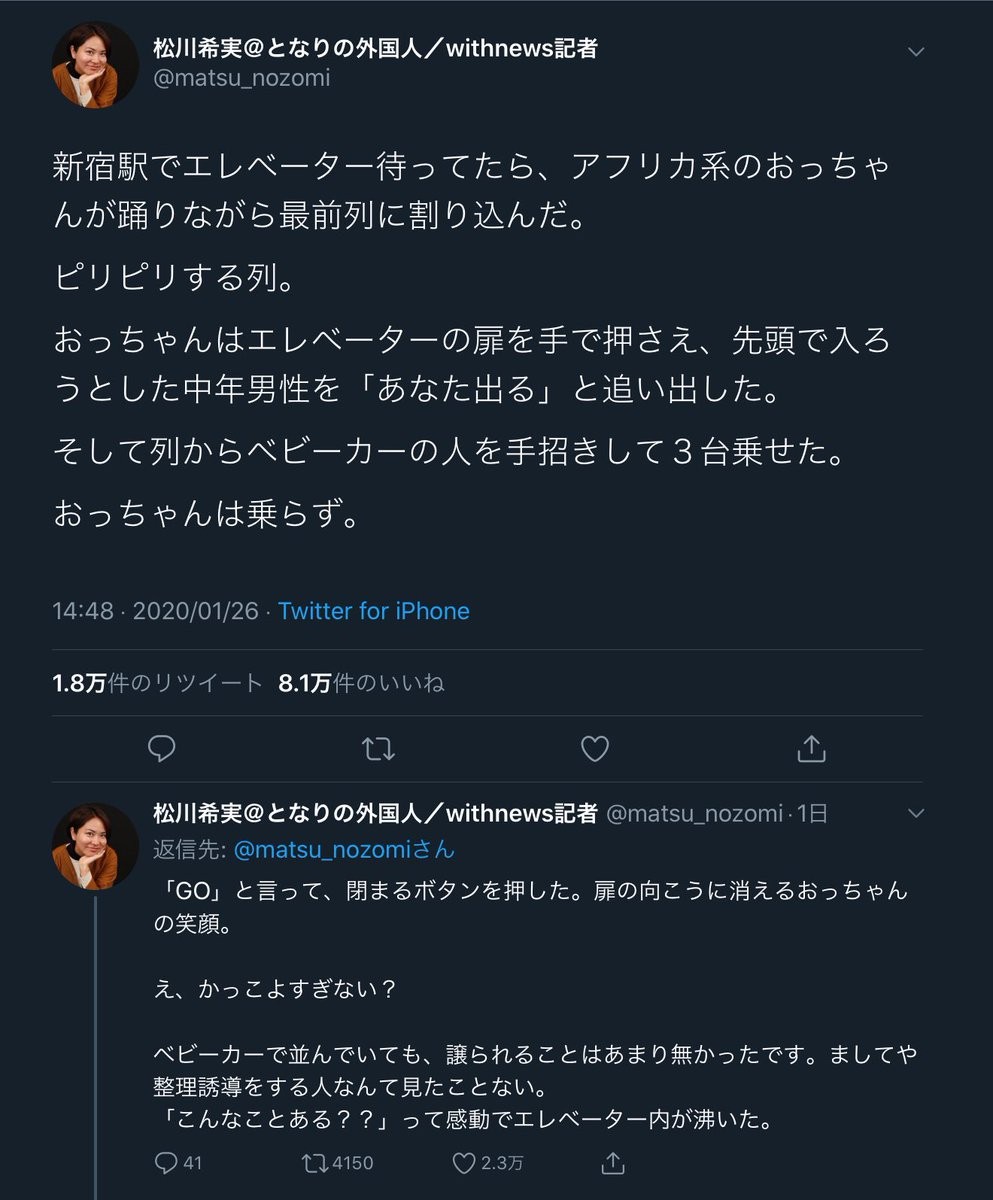 松川希実@となりの外国人／withnews記者
@matsu_nozomi
新宿駅でエレベーター待ってたら、アフリカ系のおっちゃ
んが踊りながら最前列に割り込んだ。
ピリピリする列。
おっちゃんはエレベーターの扉を手で押さえ、先頭で入ろ
うとした中年男性を「あなた出る」と追い出した。
そして列からベビーカーの人を手招きして３台乗せた。
おっちゃんは乗らず。
14:48 · 2020/01/26 · Twitter for iPhone
1.8万件のリツイート 8.1万件のいいね
松川希実@となりの外国人／withnews記者 @matsu_nozomi · 1日
返信先: @matsu_nozomiさん
「GO」と言って、閉まるボタンを押した。扉の向こうに消えるおっちゃん
の笑顔。
え、かっこよすぎない？
ベビーカーで並んでいても、譲られることはあまり無かったです。ましてや
整理誘導をする人なんて見たことない。
「こんなことある？？」って感動でエレベーター内が沸いた。
41 4150 2.3万